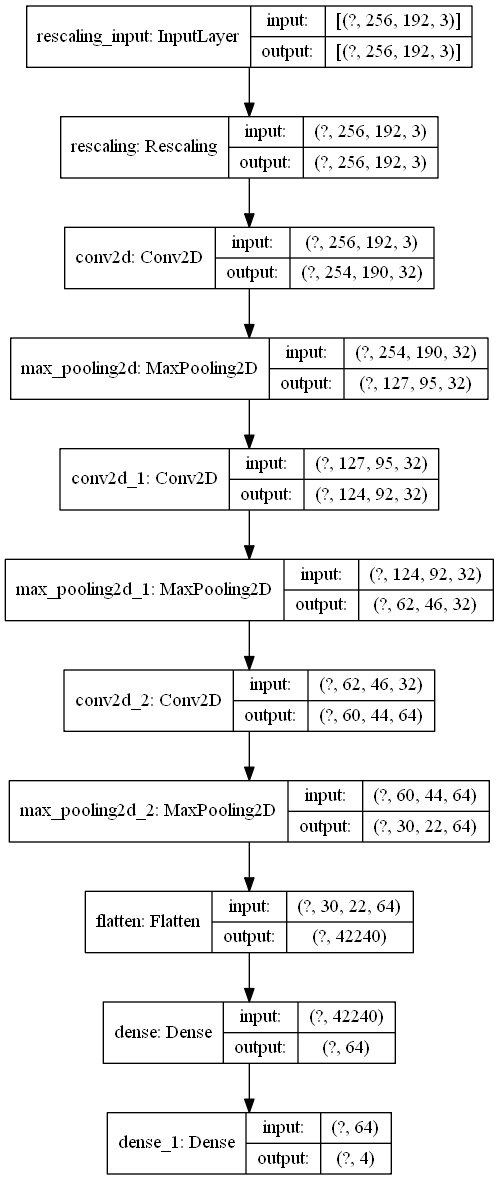 rescaling_input: InputLayer
input: [(?, 256, 192, 3)]
output: [(?, 256, 192, 3)]
rescaling: Rescaling
input: (?, 256, 192, 3)
output: (?, 256, 192, 3)
conv2d: Conv2D
input: (?, 256, 192, 3)
output: (?, 254, 190, 32)
max_pooling2d: MaxPooling2D
input: (?, 254, 190, 32)
output: (?, 127, 95, 32)
conv2d_1: Conv2D
input: (?, 127, 95, 32)
output: (?, 124, 92, 32)
max_pooling2d_1: MaxPooling2D
input: (?, 124, 92, 32)
output: (?, 62, 46, 32)
conv2d_2: Conv2D
input: (?, 62, 46, 32)
output: (?, 60, 44, 64)
max_pooling2d_2: MaxPooling2D
input: (?, 60, 44, 64)
output: (?, 30, 22, 64)
flatten: Flatten
input: (?, 30, 22, 64)
output: (?, 42240)
dense: Dense
input: (?, 42240)
output: (?, 64)
dense_1: Dense
input: (?, 64)
output: (?, 4)